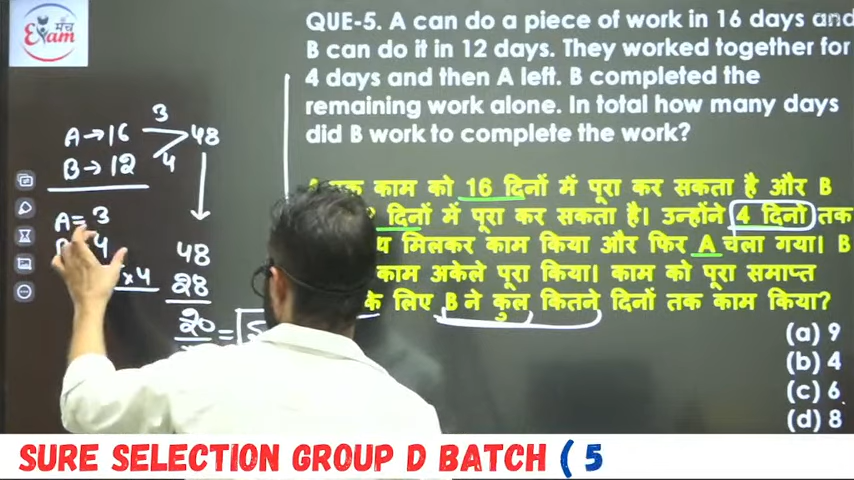 मंच
Exam
QUE-5. A can do a piece of work in 16 days and
B can do it in 12 days. They worked together for
4 days and then A left. B completed the
remaining work alone. In total how many days
did B work to complete the work?
काम को 16 दिनों में पूरा कर सकता है और B
दिनों में पूरा कर सकता है। उन्होंने 4 दिनों तक
मिलकर काम किया और फिर A चला गया। B
काम अकेले पूरा किया। काम को पूरा समाप्त
के लिए B ने कुल कितने दिनों तक काम किया?
(a) 9
(b) 4
(c) 6
(d) 8
A→16 3 48
B→12 4
A=3
4
×4
48
28
20 =
SURE SELECTION GROUP D BATCH ( 5